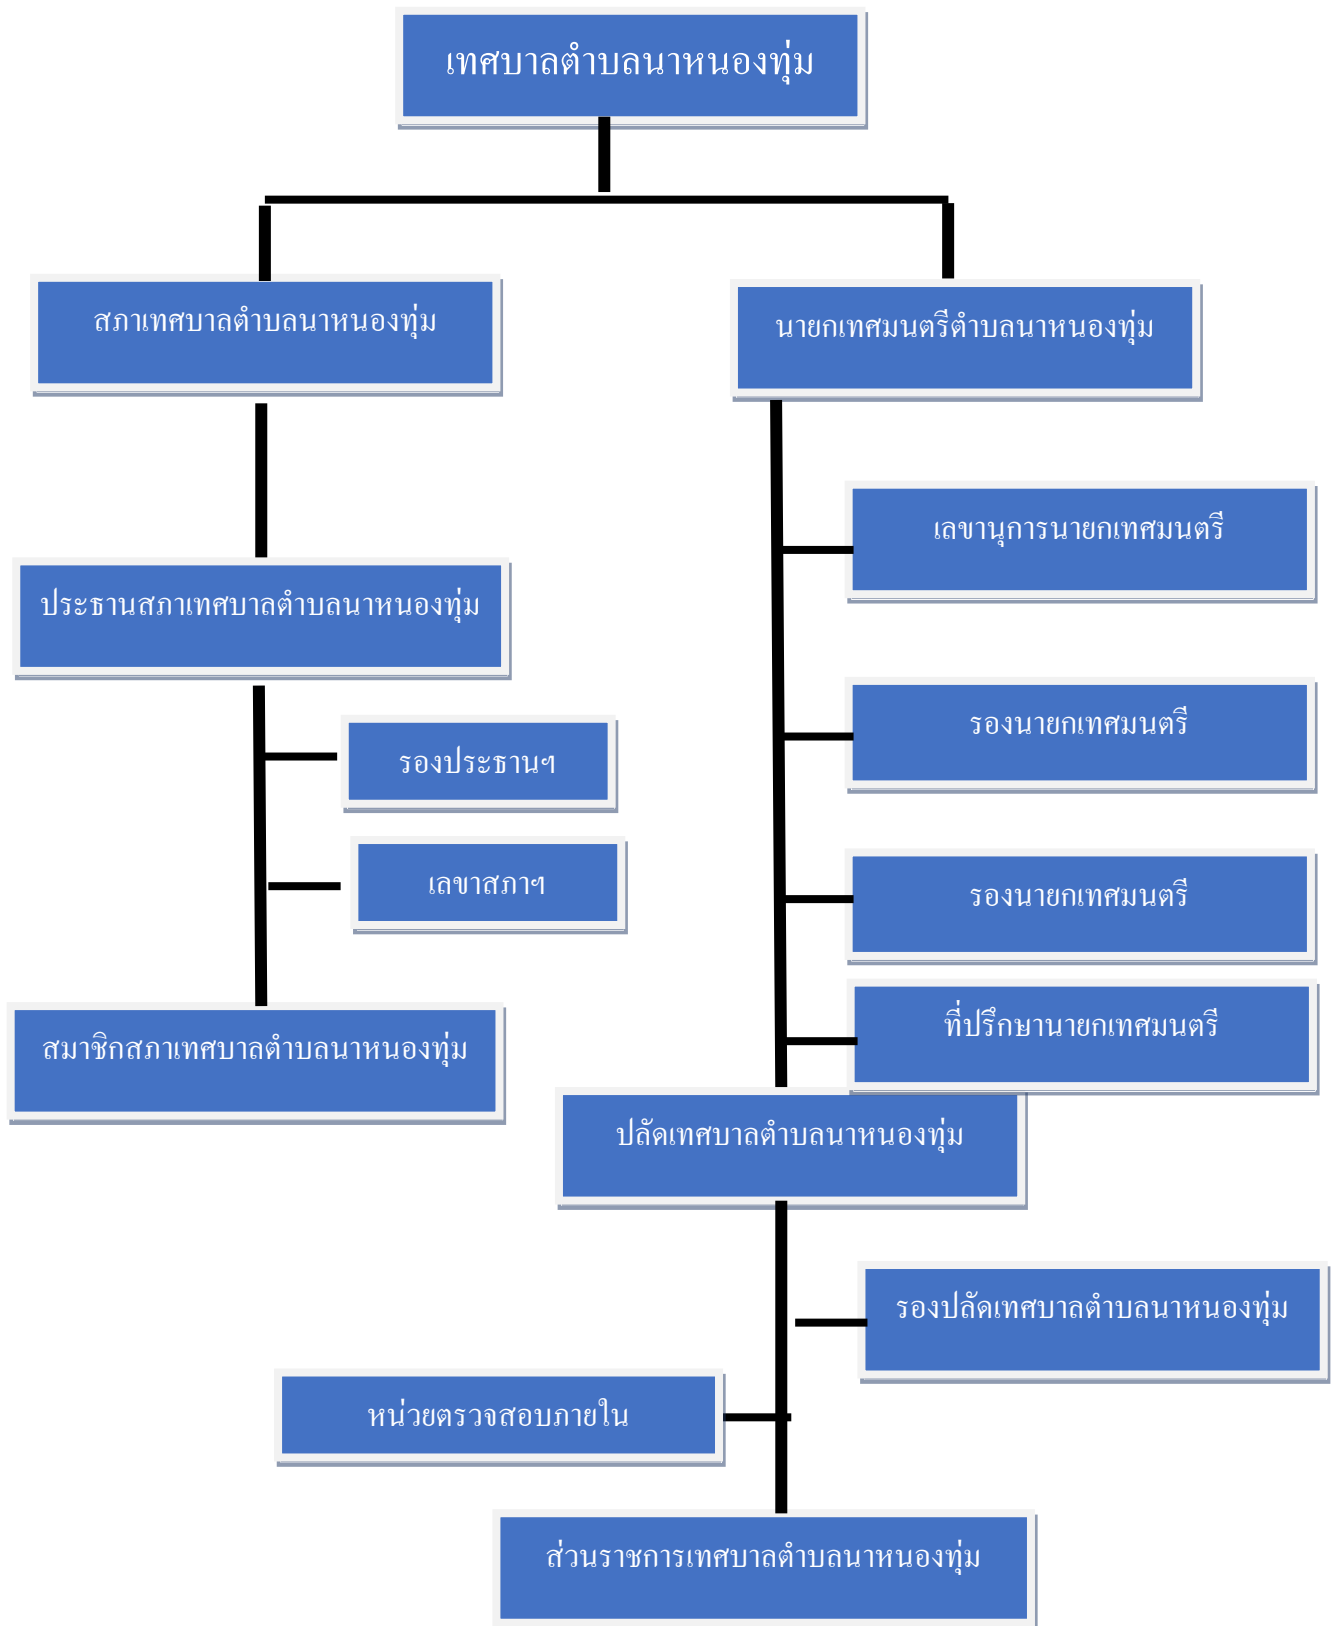 เทศบาลตำบลนาหนองทุ่ม
สภาเทศบาลตำบลนาหนองทุ่ม
นายกเทศมนตรีตำบลนาหนองทุ่ม
เลขานุการนายกเทศมนตรี
ประธานสภาเทศบาลตำบลนาหนองทุ่ม
รองนายกเทศมนตรี
รองประธานฯ
เลขาสภาฯ
รองนายกเทศมนตรี
ที่ปรึกษานายกเทศมนตรี
สมาชิกสภาเทศบาลตำบลนาหนองทุ่ม
ปลัดเทศบาลตำบลนาหนองทุ่ม
รองปลัดเทศบาลตำบลนาหนองทุ่ม
หน่วยตรวจสอบภายใน
ส่วนราชการเทศบาลตำบลนาหนองทุ่ม